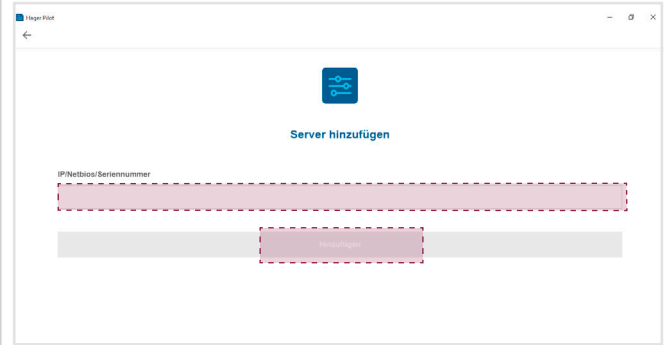 Hager Pilot
Server hinzufügen
IP/Netbios/Seriennummer
Hinzufügen